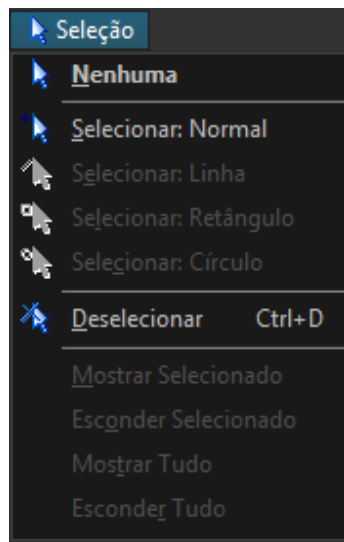 Seleção
Nenhuma
Selecionar: Normal
Selecionar: Linha
Selecionar: Retângulo
Selecionar: Círculo
Deselecionar Ctrl+D
Mostrar Selecionado
Esconder Selecionado
Mostrar Tudo
Esconder Tudo